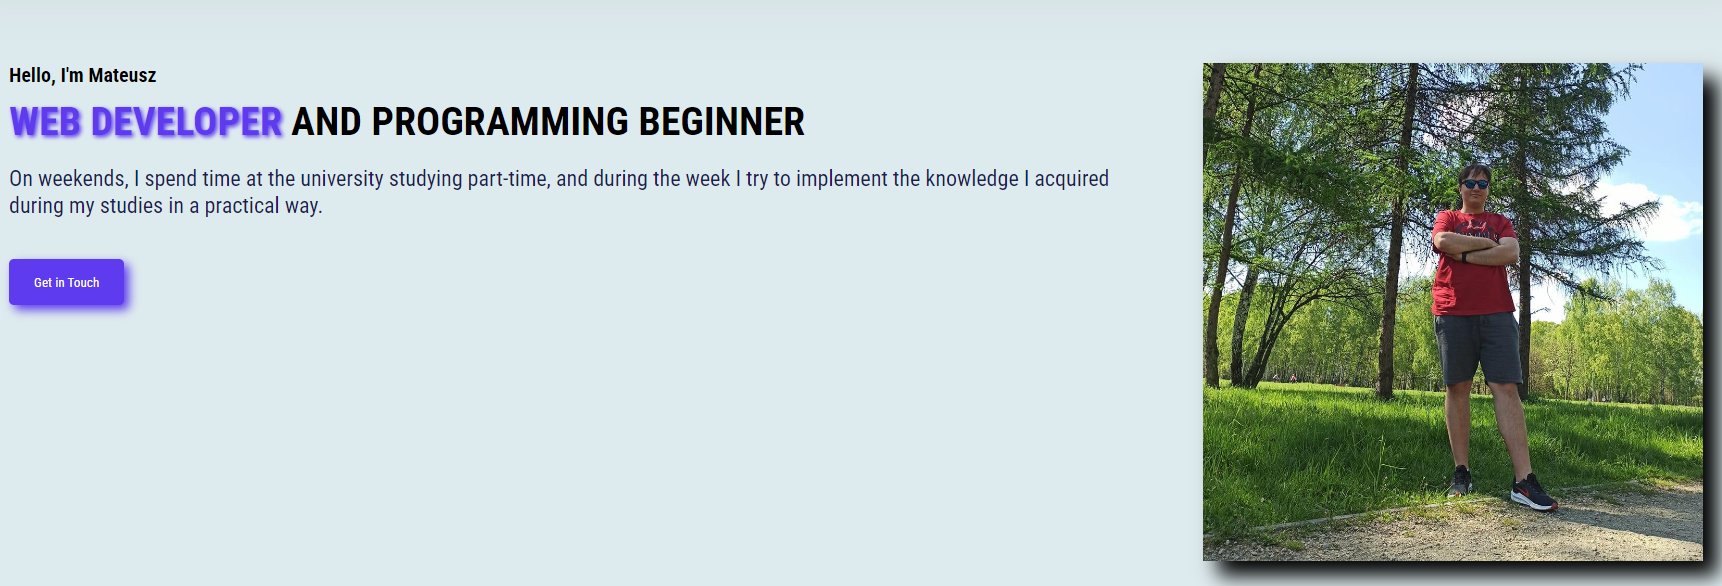 Hello, I'm Mateusz
WEB DEVELOPER AND PROGRAMMING BEGINNER
On weekends, I spend time at the university studying part-time, and during the week I try to implement the knowledge I acquired
during my studies in a practical way.
Get in Touch